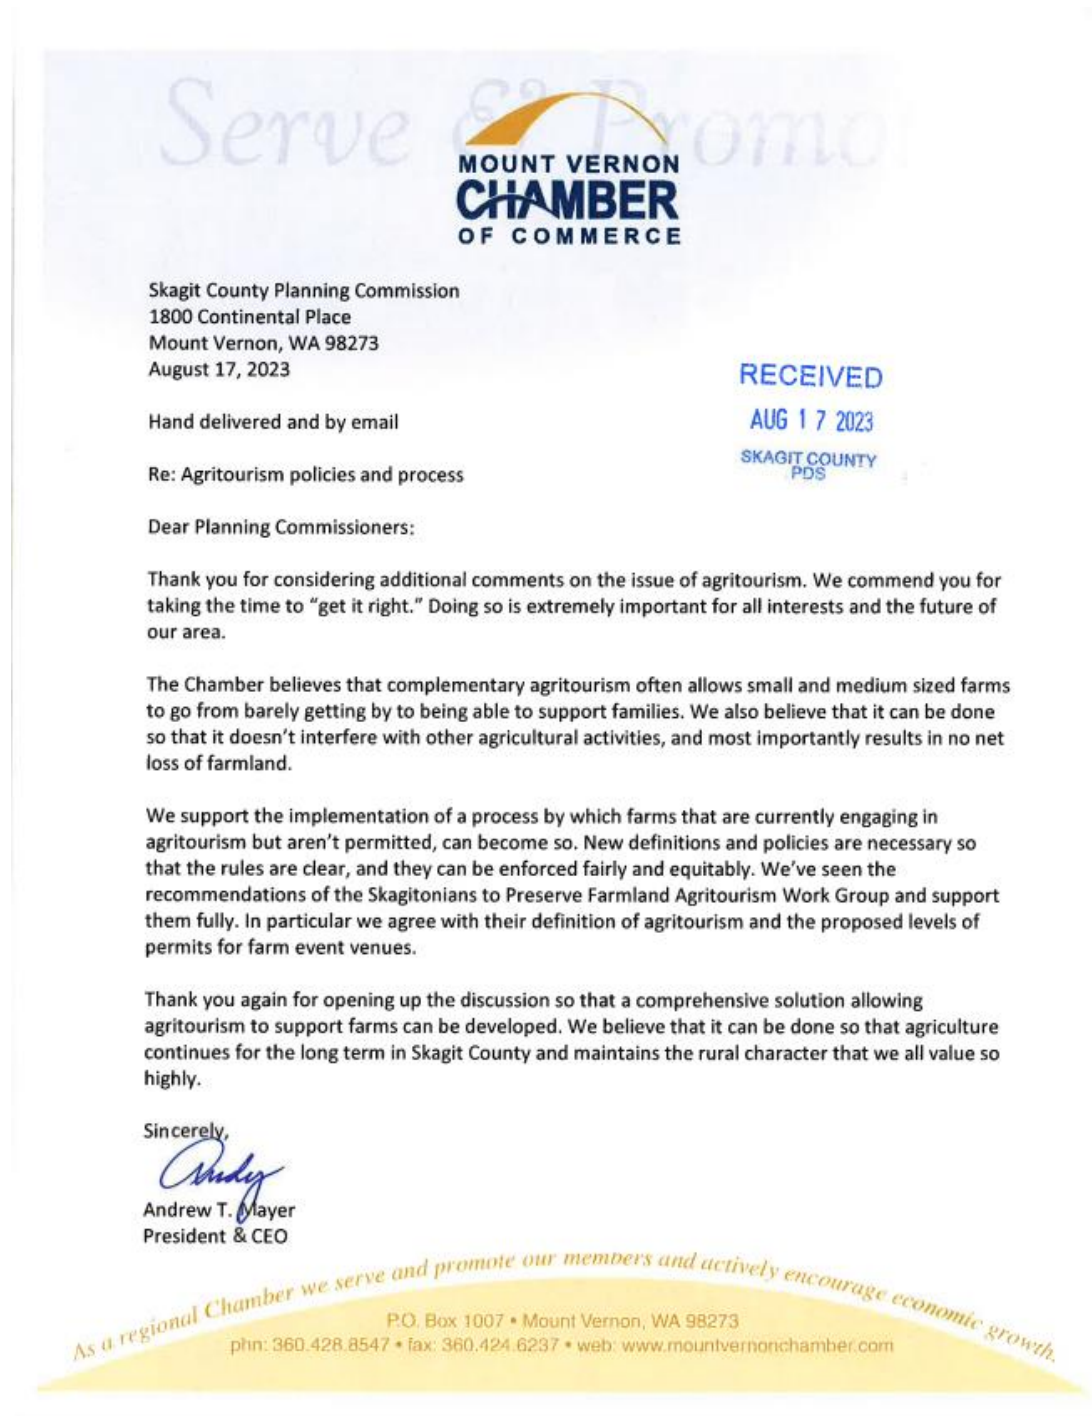 Serve & Promo
MOUNT VERNON
CHAMBER
OF COMMERCE
Skagit County Planning Commission
1800 Continental Place
Mount Vernon, WA 98273
August 17, 2023
RECEIVED
AUG 17 2023
SKAGIT COUNTY
PDS
Hand delivered and by email
Re: Agritourism policies and process
Dear Planning Commissioners:
Thank you for considering additional comments on the issue of agritourism. We commend you for
taking the time to “get it right.” Doing so is extremely important for all interests and the future of
our area.
The Chamber believes that complementary agritourism often allows small and medium sized farms
to go from barely getting by to being able to support families. We also believe that it can be done
so that it doesn’t interfere with other agricultural activities, and most importantly results in no net
loss of farmland.
We support the implementation of a process by which farms that are currently engaging in
agritourism but aren’t permitted, can become so. New definitions and policies are necessary so
that the rules are clear, and they can be enforced fairly and equitably. We’ve seen the
recommendations of the Skagitonians to Preserve Farmland Agritourism Work Group and support
them fully. In particular we agree with their definition of agritourism and the proposed levels of
permits for farm event venues.
Thank you again for opening up the discussion so that a comprehensive solution allowing
agritourism to support farms can be developed. We believe that it can be done so that agriculture
continues for the long term in Skagit County and maintains the rural character that we all value so
highly.
Sincerely,
Andy
Andrew T. Mayer
President & CEO
As a regional Chamber we serve and promote our members and actively encourage economic growth.
P.O. Box 1007 • Mount Vernon, WA 98273
phn: 360.428.8547 • fax: 360.424.6237 • web: www.mountvernonchamber.com